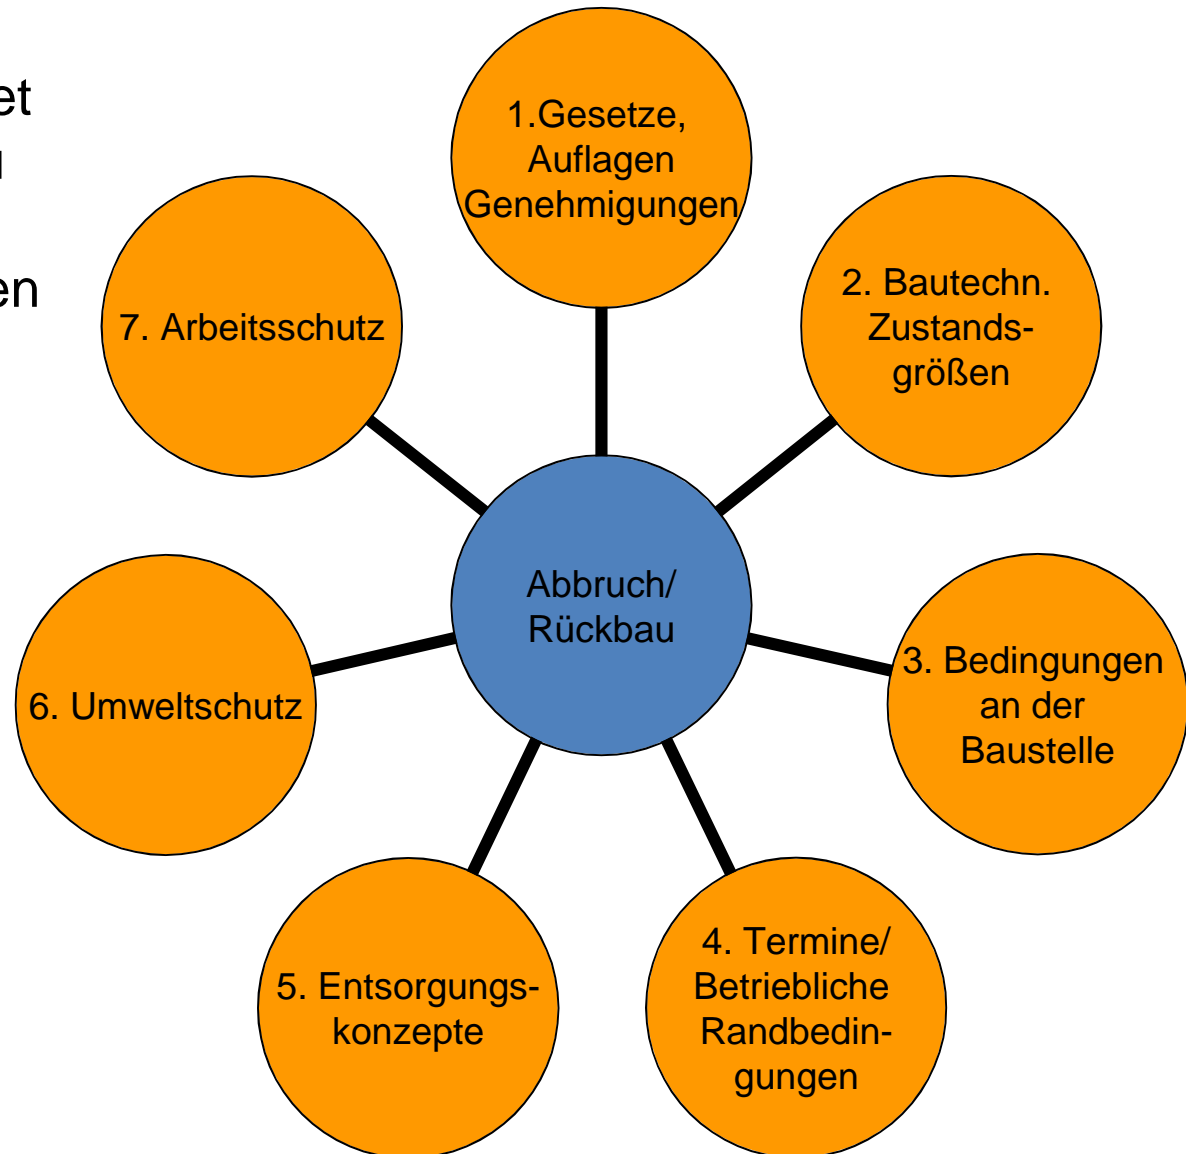 et
en
1.Gesetze,
Auflagen
Genehmigungen
2. Bautechn.
Zustands-
größen
3. Bedingungen
an der
Baustelle
4. Termine/
Betriebliche
Randbedin-
gungen
5. Entsorgungs-
konzepte
6. Umweltschutz
7. Arbeitsschutz
Abbruch/
Rückbau